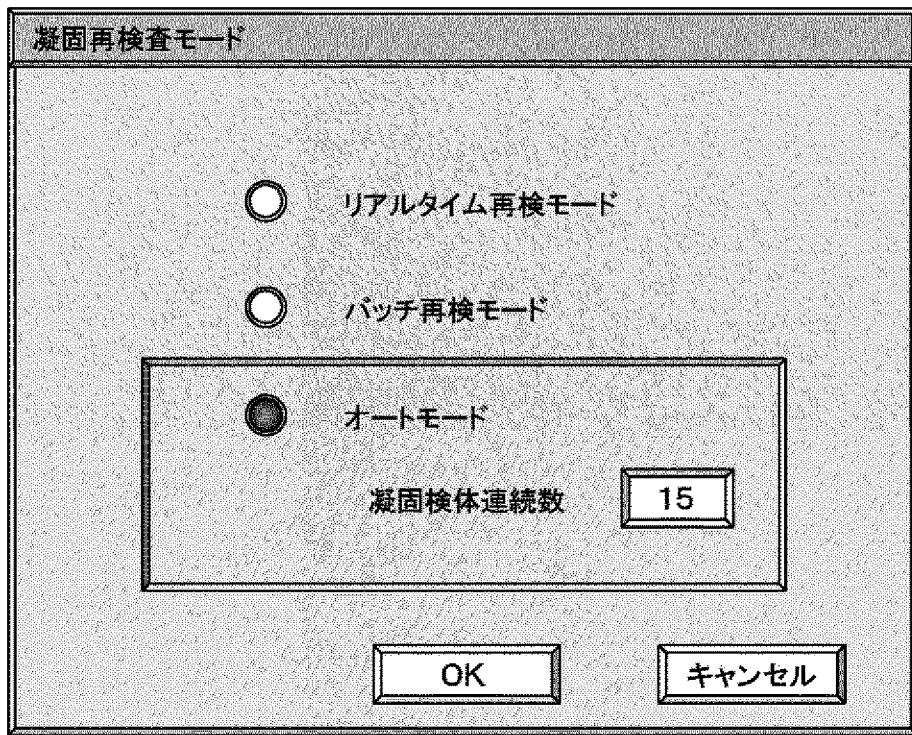 凝固再検査モード
リアルタイム再検モード
バッチ再検モード
オートモード
凝固検体連続数 15
OK キャンセル